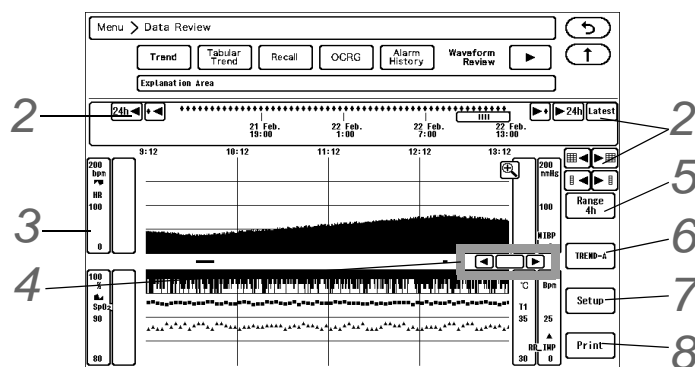 Menu > Data Review
Trend Tabular Trend Recall OCRG Alarm History Waveform Review
Explanation Area
2 24h 24h Latest 2
21 Feb. 19:00 22 Feb. 1:00 22 Feb. 7:00 22 Feb. 13:00
9:12 10:12 11:12 12:12 13:12
200 bpm HR 100 0
200 mmHg 100 NIBP
3
Range 4h 5
4
TREND-A 6
100 % SpO2 90 80
°C T1 35 30
Bpm 25 RR_IMP 0
Setup 7
Print 8